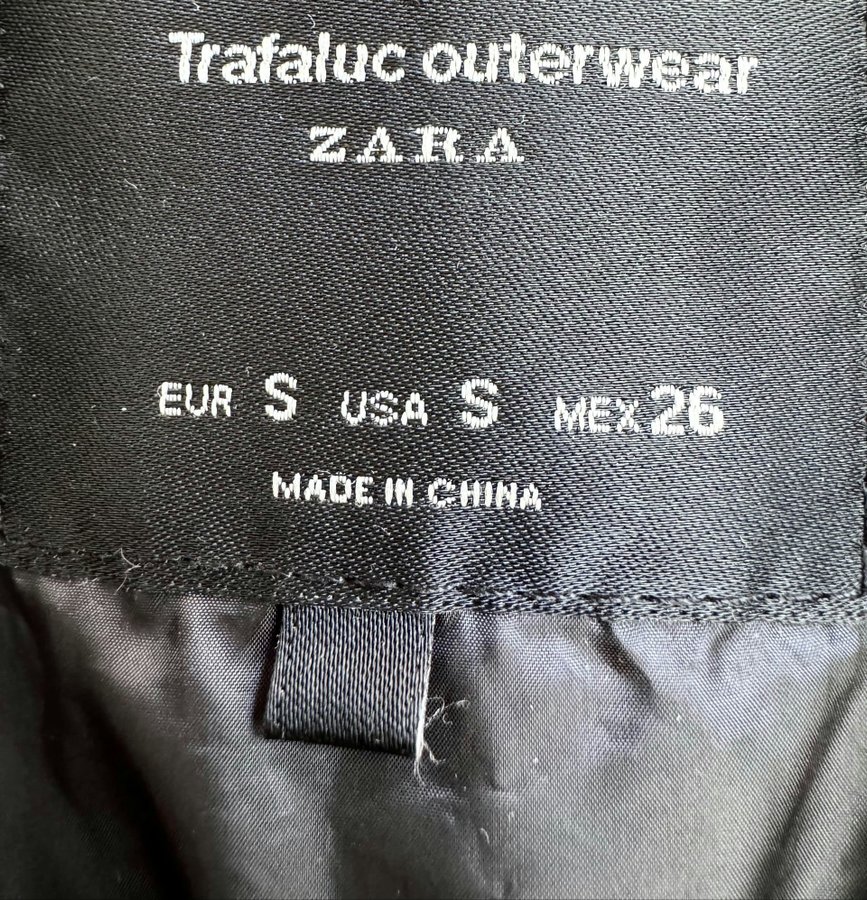 Trafaluc outerwear
ZARA
EUR S USA S MEX 26
MADE IN CHINA